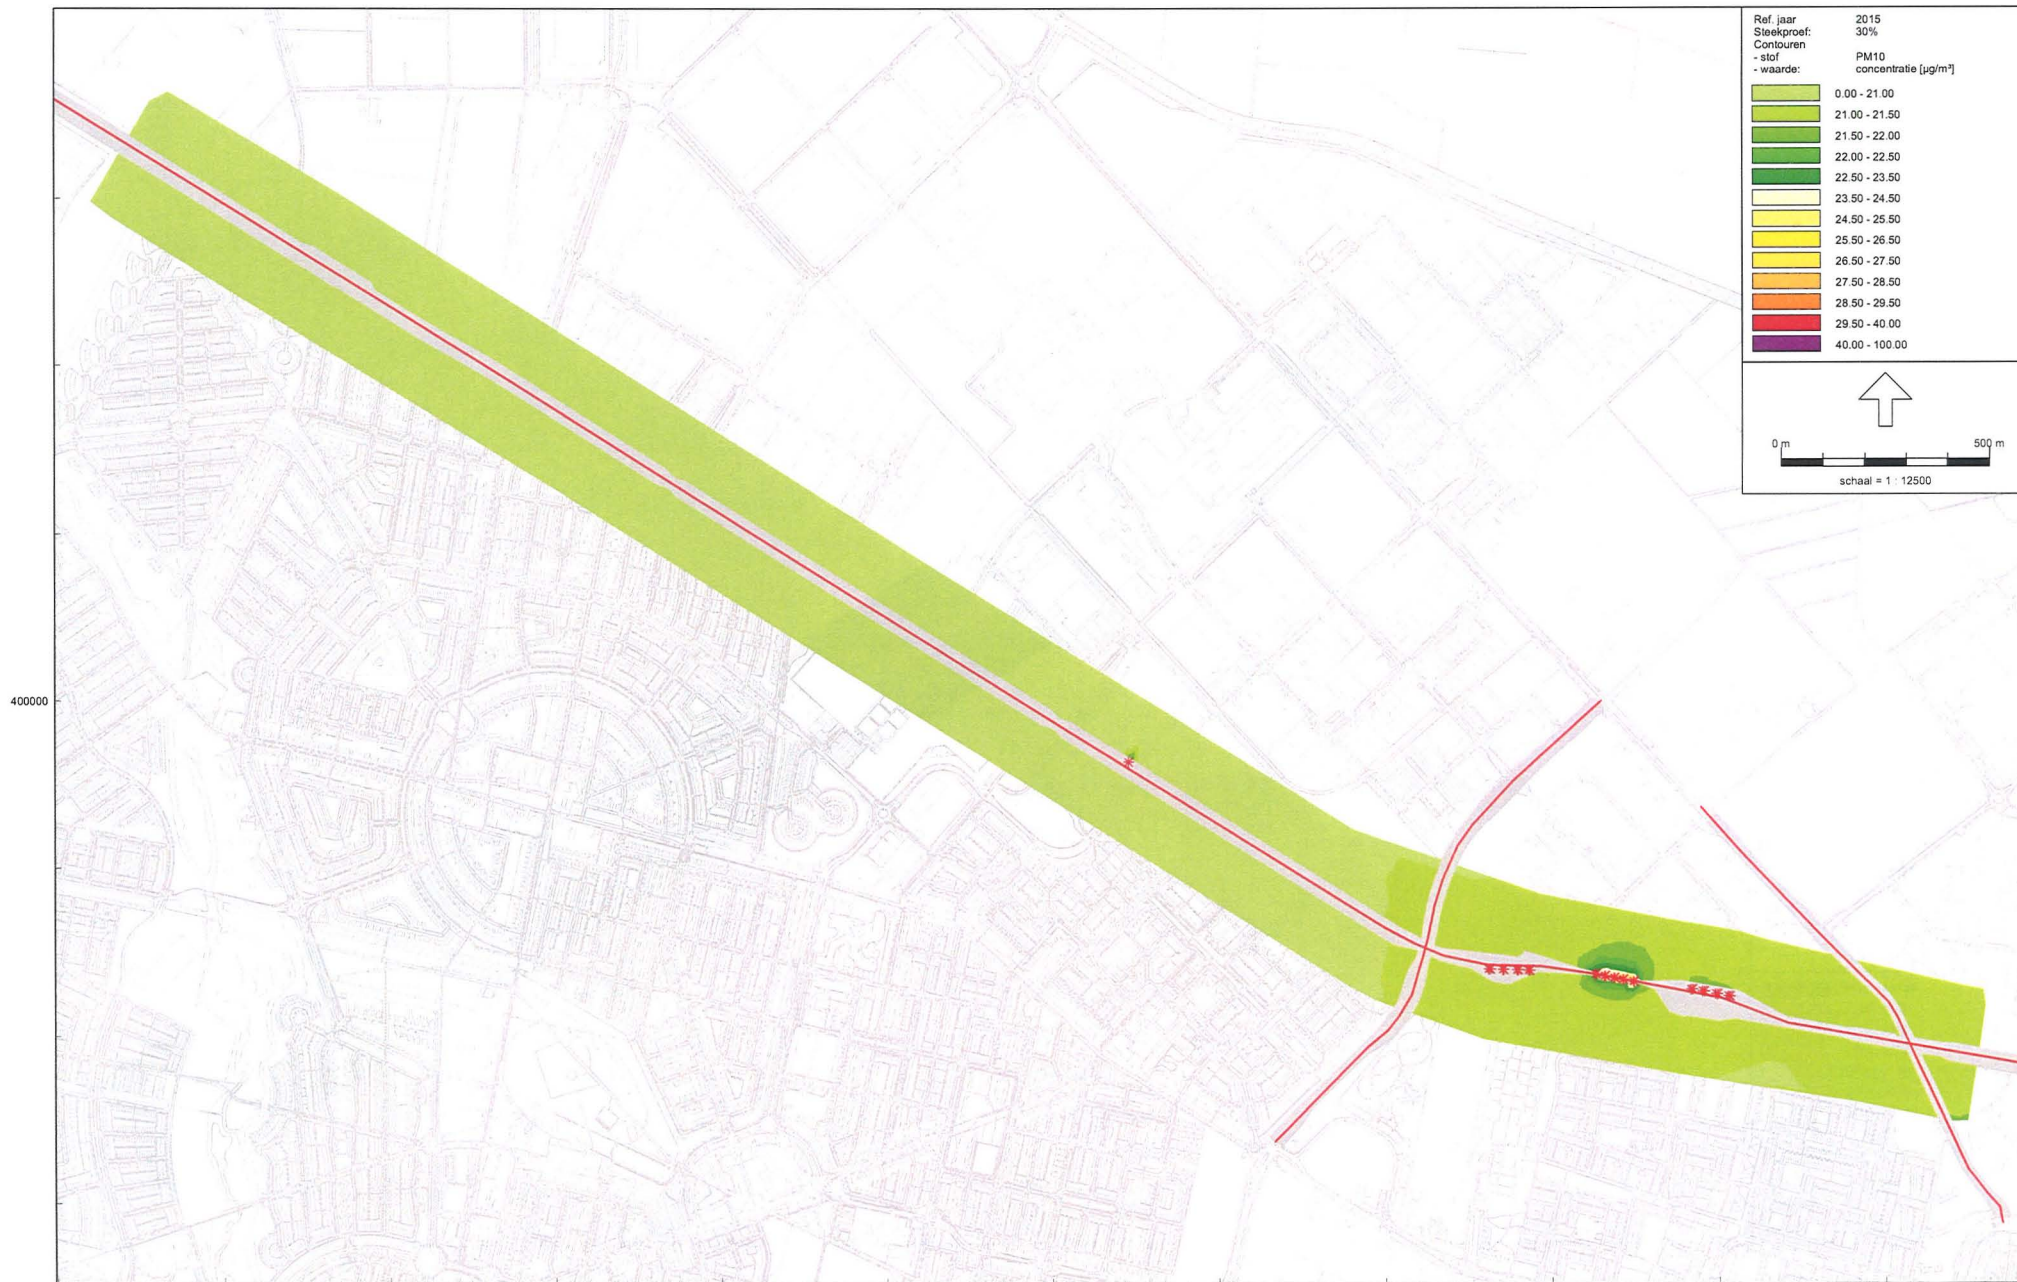 Ref. jaar 2015
Steekproef: 30%
Contouren
- stof PM10
- waarde: concentratie [µg/m³]
0.00 - 21.00
21.00 - 21.50
21.50 - 22.00
22.00 - 22.50
22.50 - 23.50
23.50 - 24.50
24.50 - 25.50
25.50 - 26.50
26.50 - 27.50
27.50 - 28.50
28.50 - 29.50
29.50 - 40.00
40.00 - 100.00
0 m 500 m
schaal = 1 : 12500
400000